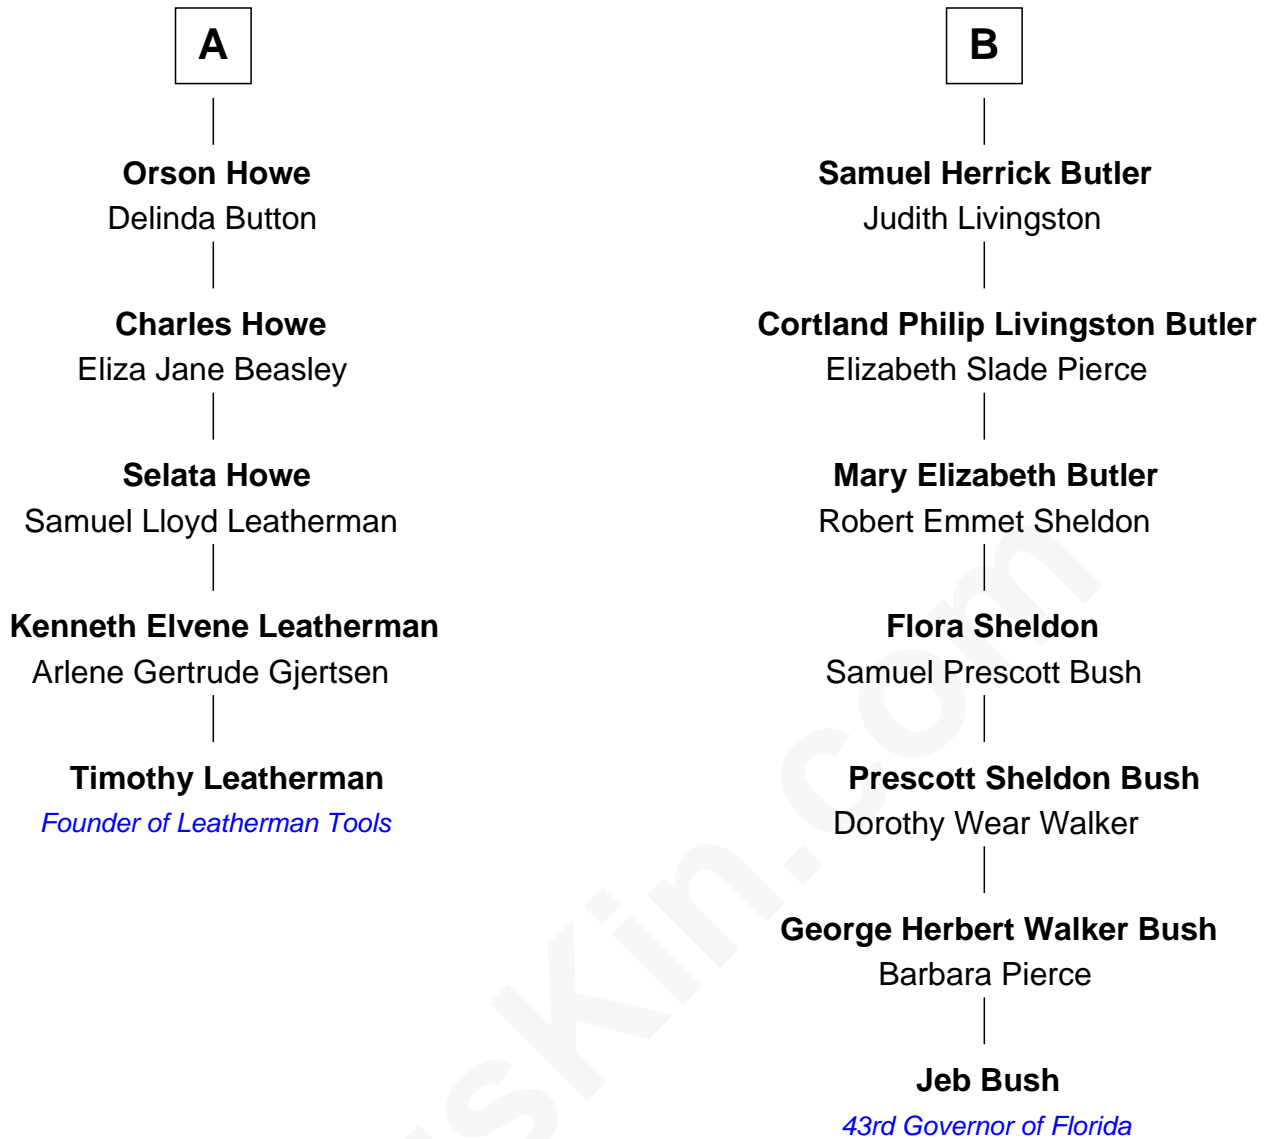 A
Orson Howe
Delinda Button
Charles Howe
Eliza Jane Beasley
Selata Howe
Samuel Lloyd Leatherman
Kenneth Elvene Leatherman
Arlene Gertrude Gjertsen
Timothy Leatherman
Founder of Leatherman Tools
B
Samuel Herrick Butler
Judith Livingston
Cortland Philip Livingston Butler
Elizabeth Slade Pierce
Mary Elizabeth Butler
Robert Emmet Sheldon
Flora Sheldon
Samuel Prescott Bush
Prescott Sheldon Bush
Dorothy Wear Walker
George Herbert Walker Bush
Barbara Pierce
Jeb Bush
43rd Governor of Florida